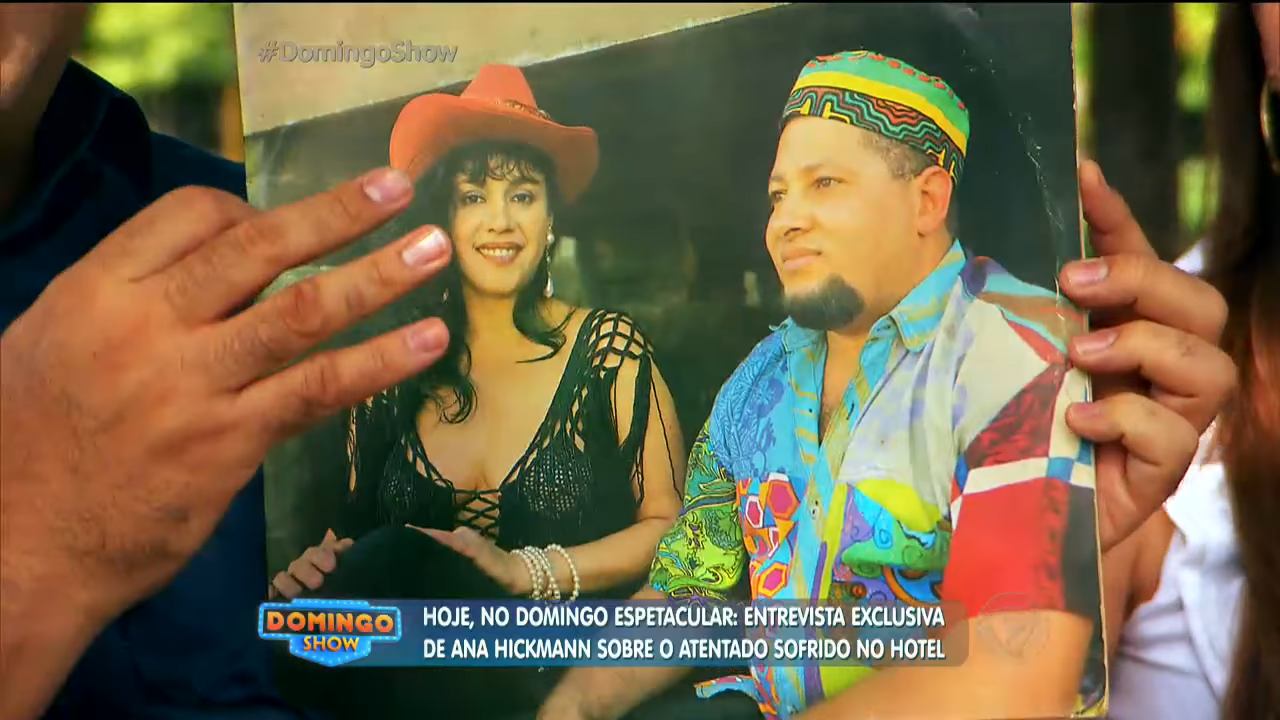 #DomingoShow
DOMINGO
SHOW
HOJE, NO DOMINGO ESPETACULAR: ENTREVISTA EXCLUSIVA
DE ANA HICKMANN SOBRE O ATENTADO SOFRIDO NO HOTEL